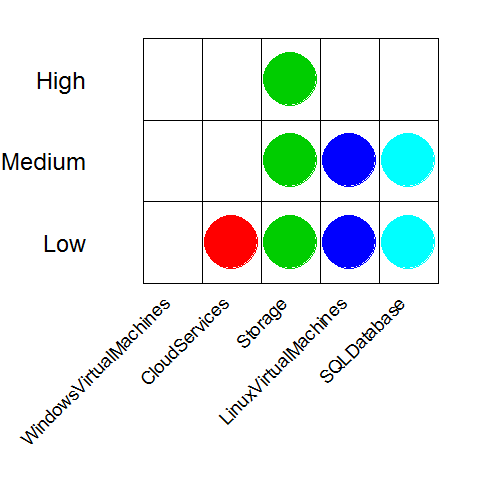 High
Medium
Low
WindowsVirtualMachines
CloudServices
Storage
LinuxVirtualMachines
SQLDatabase